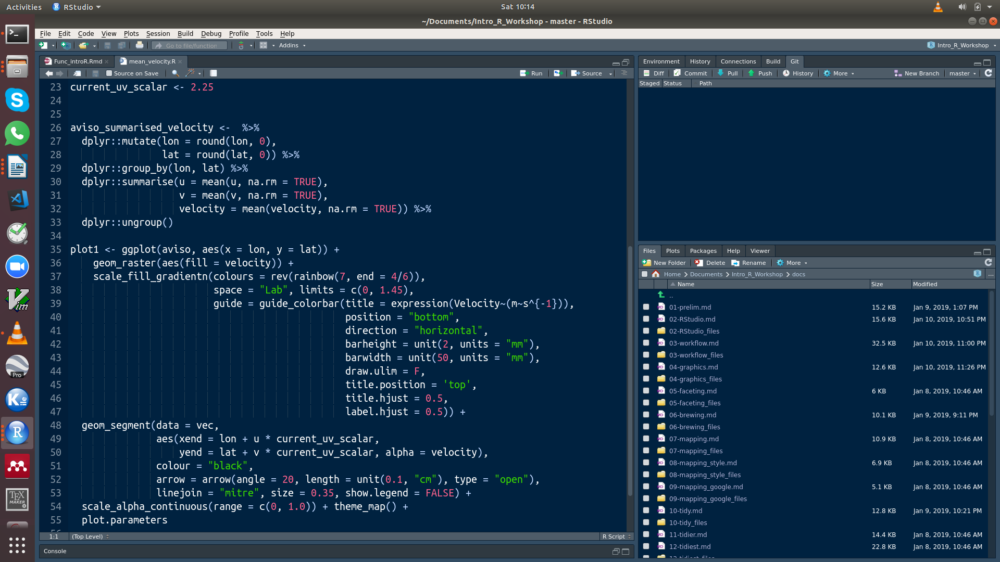 Activities
RStudio
Sat 10:14
~/Documents/Intro_R_Workshop - master - RStudio
File Edit Code View Plots Session Build Debug Profile Tools Help
Go to file/function
Addins
Intro_R_Workshop
Func_introR.Rmd
mean_velocity.R
Source on Save
Run
Source
23 current_uv_scalar <- 2.25
24
25
26 aviso_summarised_velocity <-  %>%
27   dplyr::mutate(lon = round(lon, 0),
28                 lat = round(lat, 0)) %>%
29   dplyr::group_by(lon, lat) %>%
30   dplyr::summarise(u = mean(u, na.rm = TRUE),
31                    v = mean(v, na.rm = TRUE),
32                    velocity = mean(velocity, na.rm = TRUE)) %>%
33   dplyr::ungroup()
34
35 plot1 <- ggplot(aviso, aes(x = lon, y = lat)) +
36     geom_raster(aes(fill = velocity)) +
37     scale_fill_gradientn(colours = rev(rainbow(7, end = 4/6)),
38                          space = "Lab", limits = c(0, 1.45),
39                          guide = guide_colorbar(title = expression(Velocity~(m~s^{-1})),
40                                                 position = "bottom",
41                                                 direction = "horizontal",
42                                                 barheight = unit(2, units = "mm"),
43                                                 barwidth = unit(50, units = "mm"),
44                                                 draw.ulim = F,
45                                                 title.position = 'top',
46                                                 title.hjust = 0.5,
47                                                 label.hjust = 0.5)) +
48   geom_segment(data = vec,
49                aes(xend = lon + u * current_uv_scalar,
50                    yend = lat + v * current_uv_scalar, alpha = velocity),
51                colour = "black",
52                arrow = arrow(angle = 20, length = unit(0.1, "cm"), type = "open"),
53                linejoin = "mitre", size = 0.35, show.legend = FALSE) +
54   scale_alpha_continuous(range = c(0, 1.0)) + theme_map() +
55   plot.parameters
1:1
(Top Level)
R Script
Console
Environment History Connections Build Git
Diff Commit Pull Push History More New Branch master
Staged Status Path
Files Plots Packages Help Viewer
New Folder Delete Rename More
Home Documents Intro_R_Workshop docs ...
Name Size Modified
..
01-prelim.md 15.2 KB Jan 9, 2019, 1:07 PM
02-RStudio.md 15.6 KB Jan 10, 2019, 10:51 PM
02-RStudio_files
03-workflow.md 32.5 KB Jan 10, 2019, 11:00 PM
03-workflow_files
04-graphics.md 12.6 KB Jan 10, 2019, 11:26 PM
04-graphics_files
05-faceting.md 6 KB Jan 8, 2019, 10:46 AM
05-faceting_files
06-brewing.md 10.1 KB Jan 9, 2019, 9:11 PM
06-brewing_files
07-mapping.md 10.9 KB Jan 8, 2019, 10:46 AM
07-mapping_files
08-mapping_style.md 6.9 KB Jan 8, 2019, 10:46 AM
08-mapping_style_files
09-mapping_google.md 5.1 KB Jan 8, 2019, 10:46 AM
09-mapping_google_files
10-tidy.md 12.8 KB Jan 9, 2019, 10:21 PM
10-tidy_files
11-tidier.md 14.4 KB Jan 8, 2019, 10:46 AM
12-tidiest.md 22.8 KB Jan 8, 2019, 10:46 AM
Vim
Pro
Kile
R
TEX
MAKER